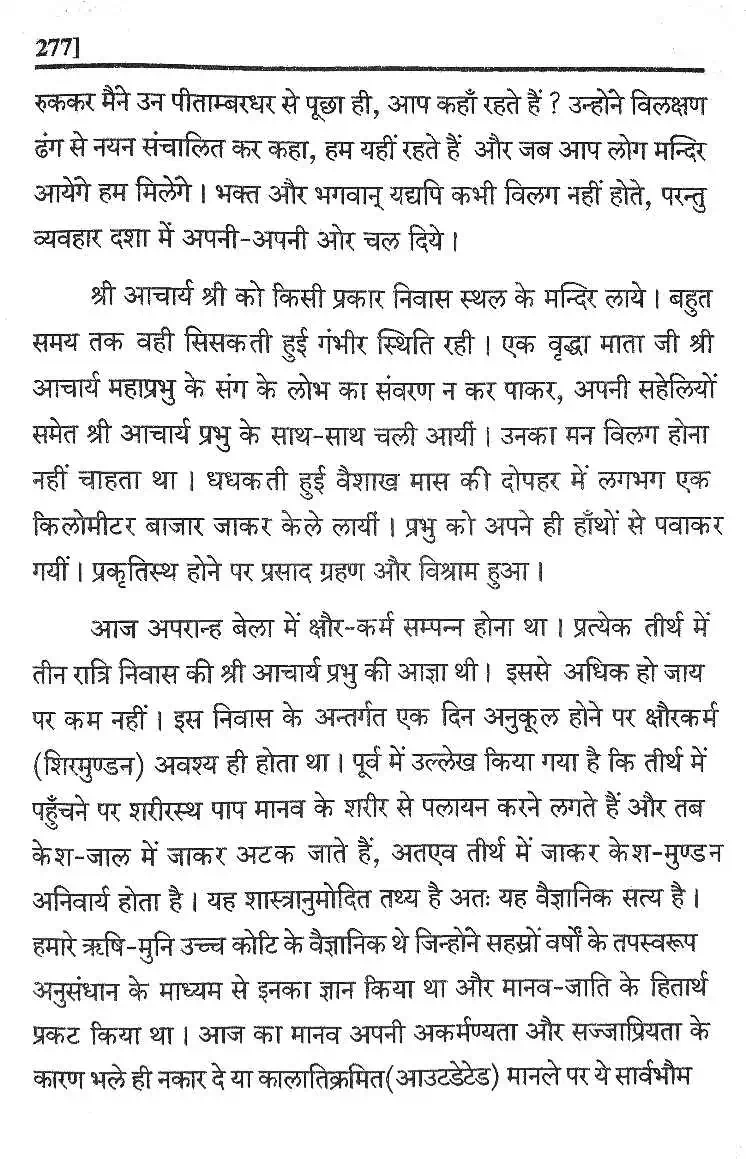 277]
रुककर मैंने उन पीताम्बरधर से पूछा ही, आप कहाँ रहते हैं ? उन्होने विलक्षण
ढंग से नयन संचालित कर कहा, हम यहीं रहते हैं और जब आप लोग मन्दिर
आयेगे हम मिलेगे । भक्त और भगवान् यद्यपि कभी विलग नहीं होते, परन्तु
व्यवहार दशा में अपनी-अपनी ओर चल दिये ।
श्री आचार्य श्री को किसी प्रकार निवास स्थल के मन्दिर लाये । बहुत
समय तक वही सिसकती हुई गंभीर स्थिति रही । एक वृद्धा माता जी श्री
आचार्य महाप्रभु के संग के लोभ का संवरण न कर पाकर, अपनी सहेलियों
समेत श्री आचार्य प्रभु के साथ-साथ चली आयीं । उनका मन विलग होना
नहीं चाहता था । धधकती हुई वैशाख मास की दोपहर में लगभग एक
किलोमीटर बाजार जाकर केले लायीं । प्रभु को अपने ही हाँथों से पवाकर
गयीं । प्रकृतिस्थ होने पर प्रसाद ग्रहण और विश्राम हुआ ।
आज अपरान्ह बेला में क्षौर-कर्म सम्पन्न होना था । प्रत्येक तीर्थ में
तीन रात्रि निवास की श्री आचार्य प्रभु की आज्ञा थी । इससे अधिक हो जाय
पर कम नहीं । इस निवास के अन्तर्गत एक दिन अनुकूल होने पर क्षौरकर्म
(शिरमुण्डन) अवश्य ही होता था । पूर्व में उल्लेख किया गया है कि तीर्थ में
पहुँचने पर शरीरस्थ पाप मानव के शरीर से पलायन करने लगते हैं और तब
केश-जाल में जाकर अटक जाते हैं, अतएव तीर्थ में जाकर केश-मुण्डन
अनिवार्य होता है । यह शास्त्रानुमोदित तथ्य है अतः यह वैज्ञानिक सत्य है ।
हमारे ऋषि-मुनि उच्च कोटि के वैज्ञानिक थे जिन्होने सहस्रों वर्षों के तपस्वरूप
अनुसंधान के माध्यम से इनका ज्ञान किया था और मानव-जाति के हितार्थ
प्रकट किया था । आज का मानव अपनी अकर्मण्यता और सज्जाप्रियता के
कारण भले ही नकार दे या कालातिक्रमित(आउटडेटेड) मानले पर ये सार्वभौम